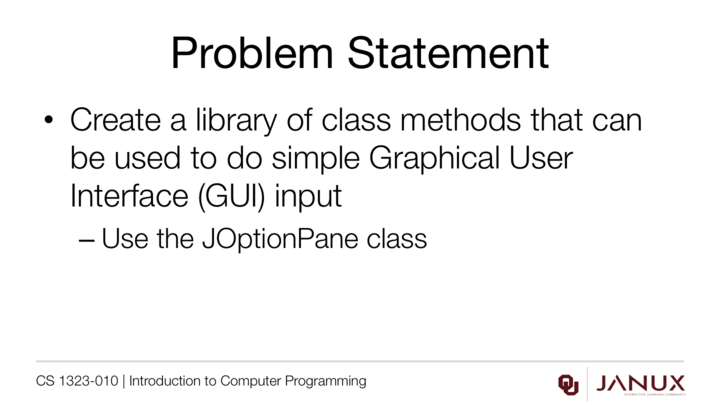 Problem Statement
• Create a library of class methods that can
be used to do simple Graphical User
Interface (GUI) input
– Use the JOptionPane class
CS 1323-010 | Introduction to Computer Programming
OU
JANUX
INTERACTIVE LEARNING COMMUNITY